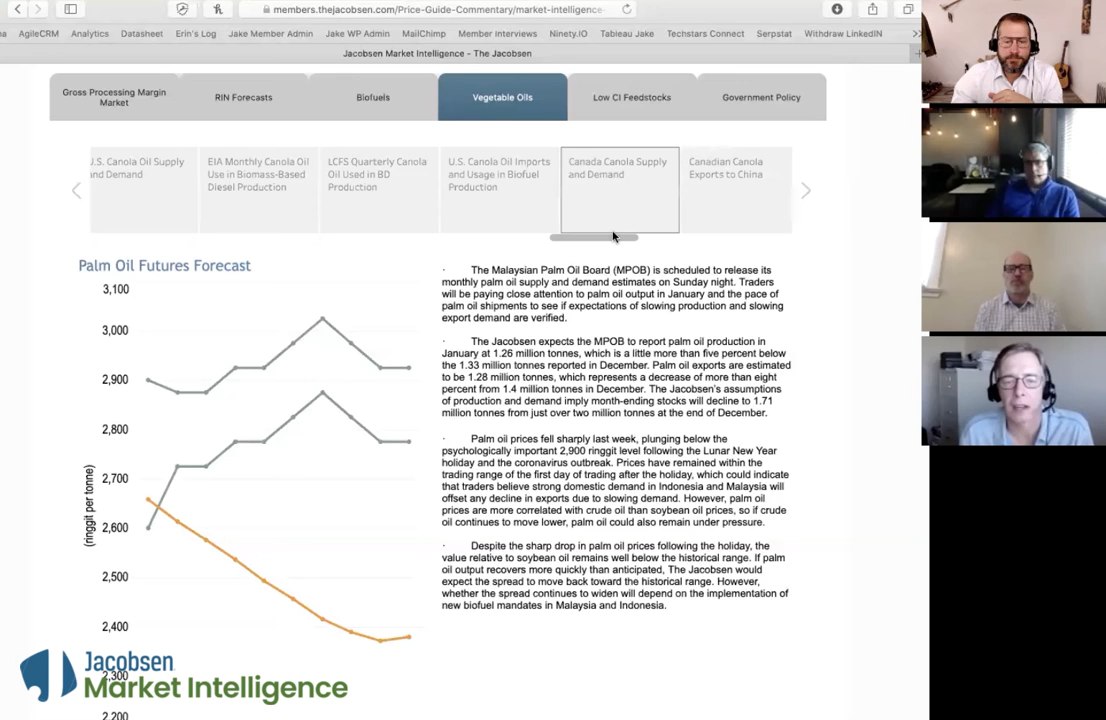 members.thejacobsen.com/Price-Guide-Commentary/market-intelligence-
AgileCRM Analytics Datasheet Erin's Log Jake Member Admin Jake WP Admin MailChimp Member Interviews Ninety.IO Tableau Jake Techstars Connect Serpstat Withdraw LinkedIN
Jacobsen Market Intelligence - The Jacobsen
Gross Processing Margin
Market
RIN Forecasts
Biofuels
Vegetable Oils
Low CI Feedstocks
Government Policy
U.S. Canola Oil Supply
and Demand
EIA Monthly Canola Oil
Use in Biomass-Based
Diesel Production
LCFS Quarterly Canola
Oil Used in BD
Production
U.S. Canola Oil Imports
and Usage in Biofuel
Production
Canada Canola Supply
and Demand
Canadian Canola
Exports to China
Palm Oil Futures Forecast
3,100
3,000
2,900
2,800
2,700
2,600
2,500
2,400
2,300
2,200
(ringgit per tonne)
· The Malaysian Palm Oil Board (MPOB) is scheduled to release its
monthly palm oil supply and demand estimates on Sunday night. Traders
will be paying close attention to palm oil output in January and the pace of
palm oil shipments to see if expectations of slowing production and slowing
export demand are verified.
· The Jacobsen expects the MPOB to report palm oil production in
January at 1.26 million tonnes, which is a little more than five percent below
the 1.33 million tonnes reported in December. Palm oil exports are estimated
to be 1.28 million tonnes, which represents a decrease of more than eight
percent from 1.4 million tonnes in December. The Jacobsen's assumptions
of production and demand imply month-ending stocks will decline to 1.71
million tonnes from just over two million tonnes at the end of December.
· Palm oil prices fell sharply last week, plunging below the
psychologically important 2,900 ringgit level following the Lunar New Year
holiday and the coronavirus outbreak. Prices have remained within the
trading range of the first day of trading after the holiday, which could indicate
that traders believe strong domestic demand in Indonesia and Malaysia will
offset any decline in exports due to slowing demand. However, palm oil
prices are more correlated with crude oil than soybean oil prices, so if crude
oil continues to move lower, palm oil could also remain under pressure.
· Despite the sharp drop in palm oil prices following the holiday, the
value relative to soybean oil remains well below the historical range. If palm
oil output recovers more quickly than anticipated, The Jacobsen would
expect the spread to move back toward the historical range. However,
whether the spread continues to widen will depend on the implementation of
new biofuel mandates in Malaysia and Indonesia.
Jacobsen
Market Intelligence